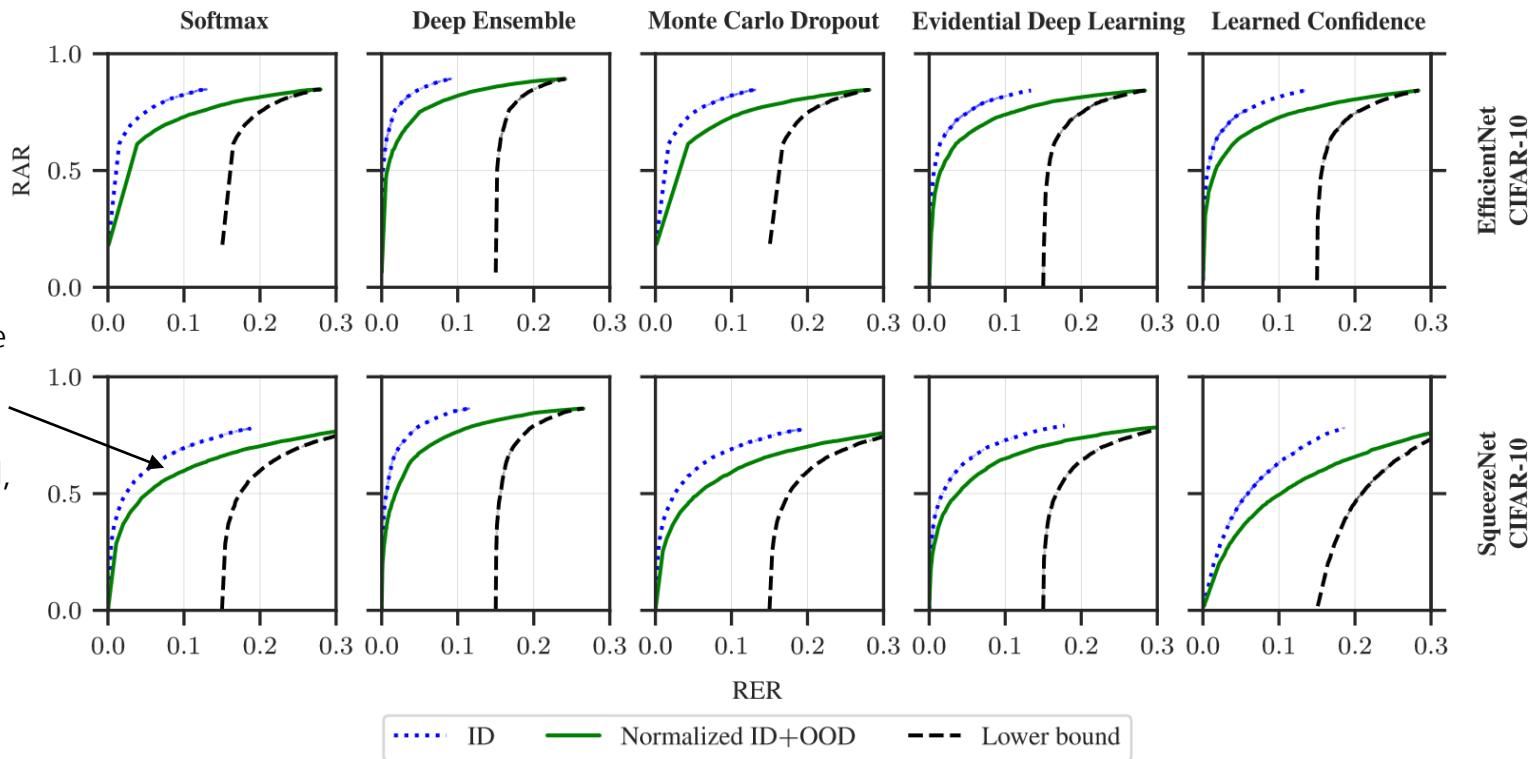 Softmax Deep Ensemble Monte Carlo Dropout Evidential Deep Learning Learned Confidence
1.0
0.5
0.0
RAR
0.0 0.1 0.2 0.3 0.0 0.1 0.2 0.3 0.0 0.1 0.2 0.3 0.0 0.1 0.2 0.3 0.0 0.1 0.2 0.3
EfficientNet
CIFAR-10
e
,
1.0
0.5
0.0
0.0 0.1 0.2 0.3 0.0 0.1 0.2 0.3 0.0 0.1 0.2 0.3 0.0 0.1 0.2 0.3 0.0 0.1 0.2 0.3
SqueezeNet
CIFAR-10
RER
ID Normalized ID+OOD Lower bound